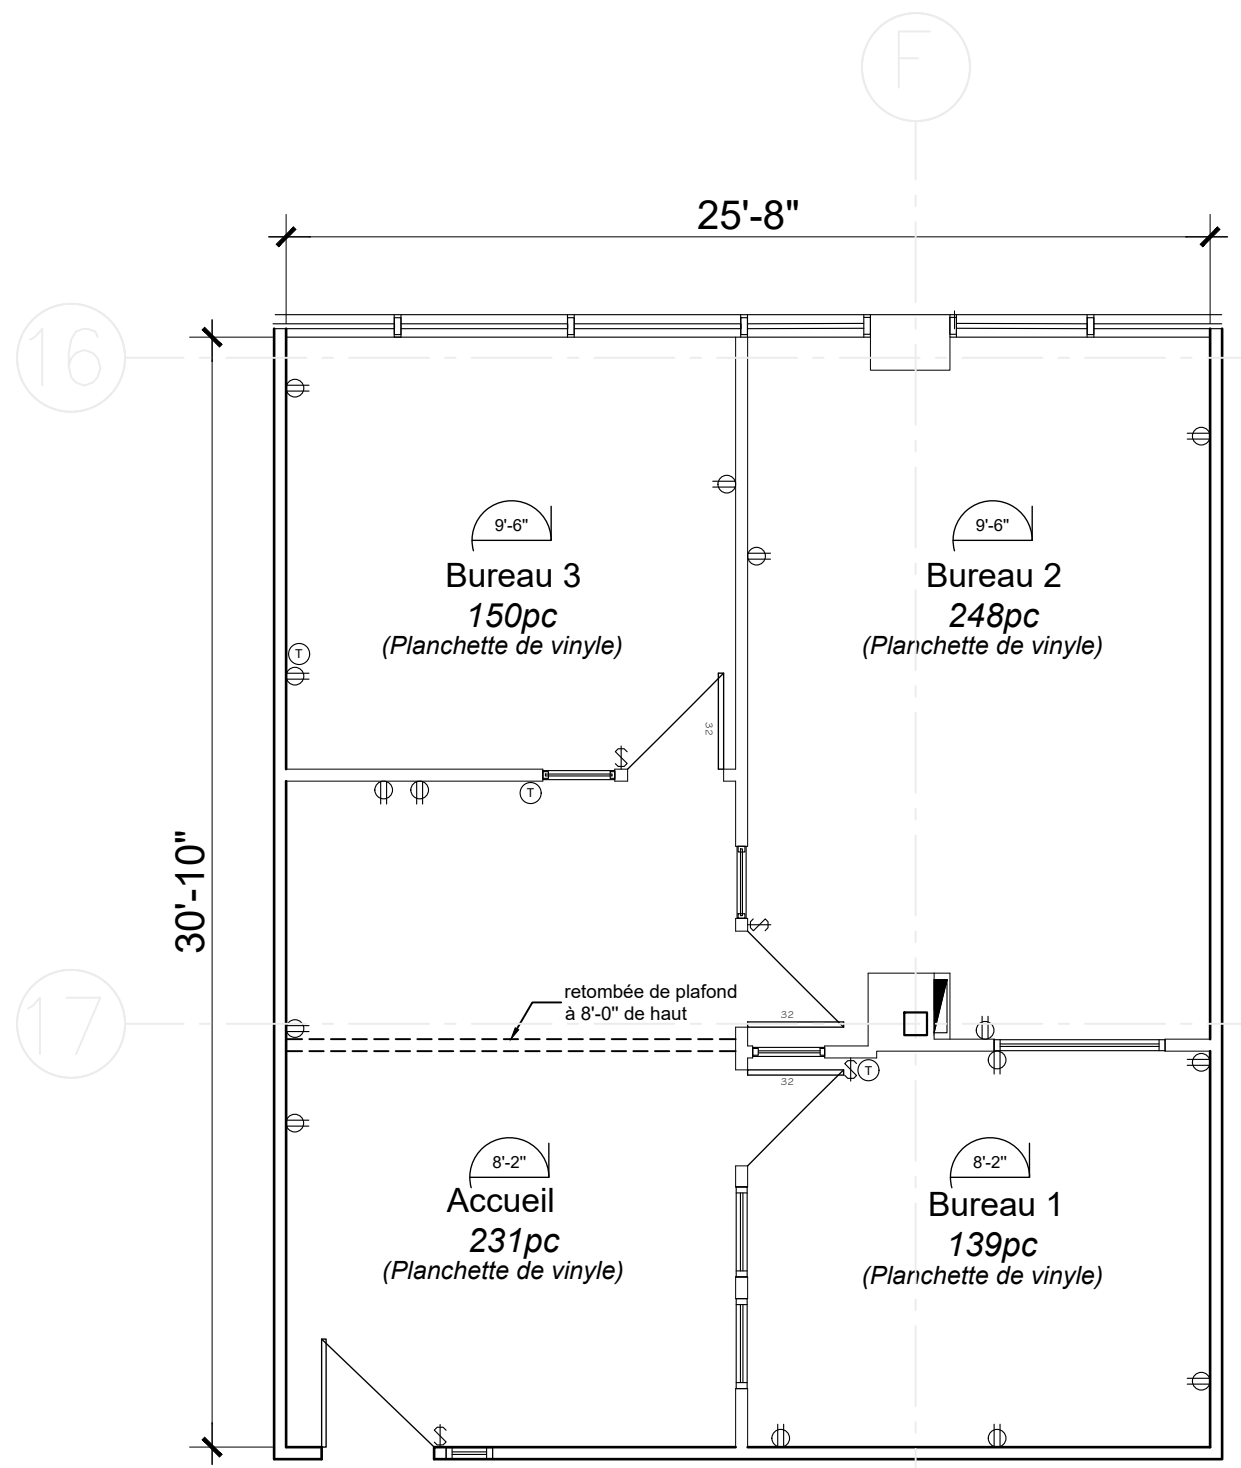 F
25'-8"
16
9'-6"
Bureau 3
150pc
(Planchette de vinyle)
9'-6"
Bureau 2
248pc
(Planchette de vinyle)
T
32
S
T
30'-10"
S
retombée de plafond
à 8'-0" de haut
17
32
32
S
T
8'-2"
Accueil
231pc
(Planchette de vinyle)
8'-2"
Bureau 1
139pc
(Planchette de vinyle)
S